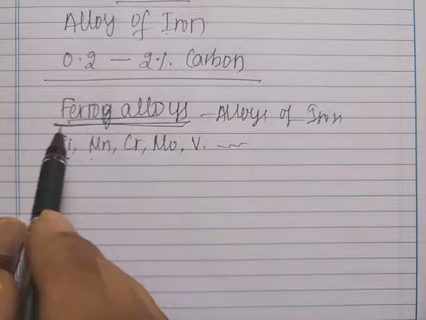 Alloy of Iron
0.2 — 2% Carbon
Ferro alloys — Alloys of Iron
Mn, Cr, Mo, V.